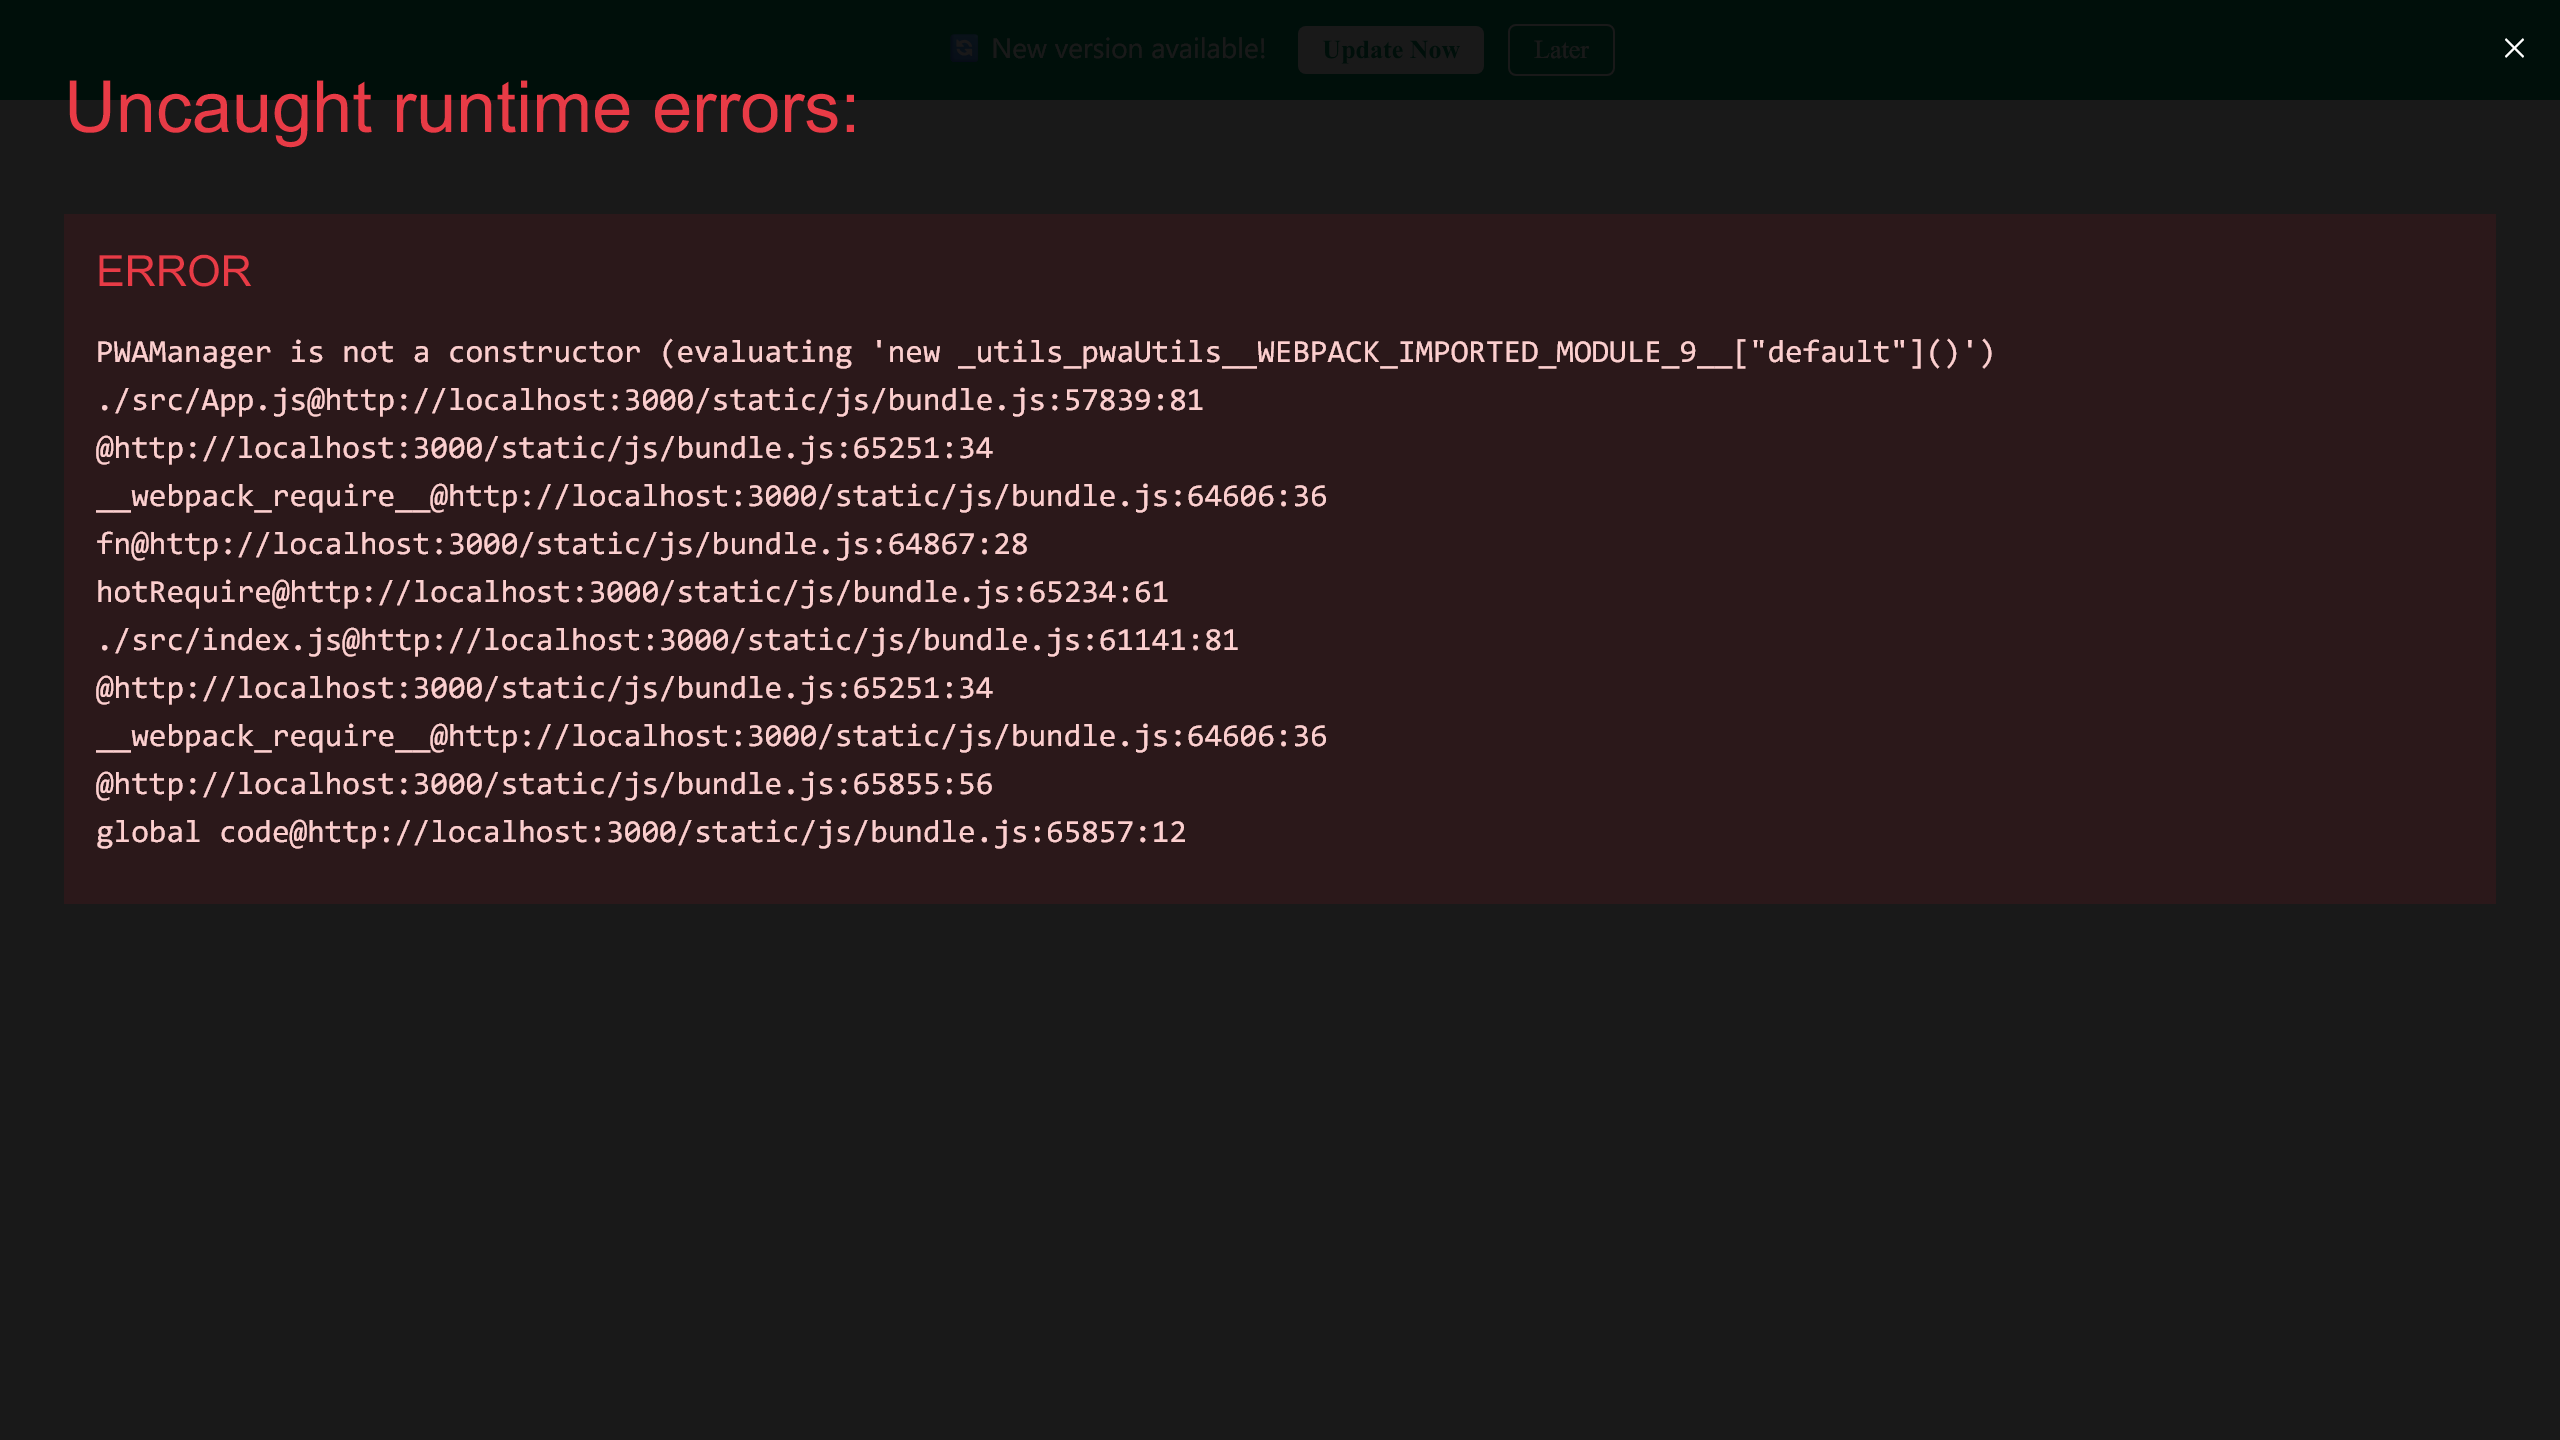 🔄 New version available! Update Now Later
Uncaught runtime errors:
ERROR
PWAManager is not a constructor (evaluating 'new _utils_pwaUtils__WEBPACK_IMPORTED_MODULE_9__["default"]()')
./src/App.js@http://localhost:3000/static/js/bundle.js:57839:81
@http://localhost:3000/static/js/bundle.js:65251:34
__webpack_require__@http://localhost:3000/static/js/bundle.js:64606:36
fn@http://localhost:3000/static/js/bundle.js:64867:28
hotRequire@http://localhost:3000/static/js/bundle.js:65234:61
./src/index.js@http://localhost:3000/static/js/bundle.js:61141:81
@http://localhost:3000/static/js/bundle.js:65251:34
__webpack_require__@http://localhost:3000/static/js/bundle.js:64606:36
@http://localhost:3000/static/js/bundle.js:65855:56
global code@http://localhost:3000/static/js/bundle.js:65857:12